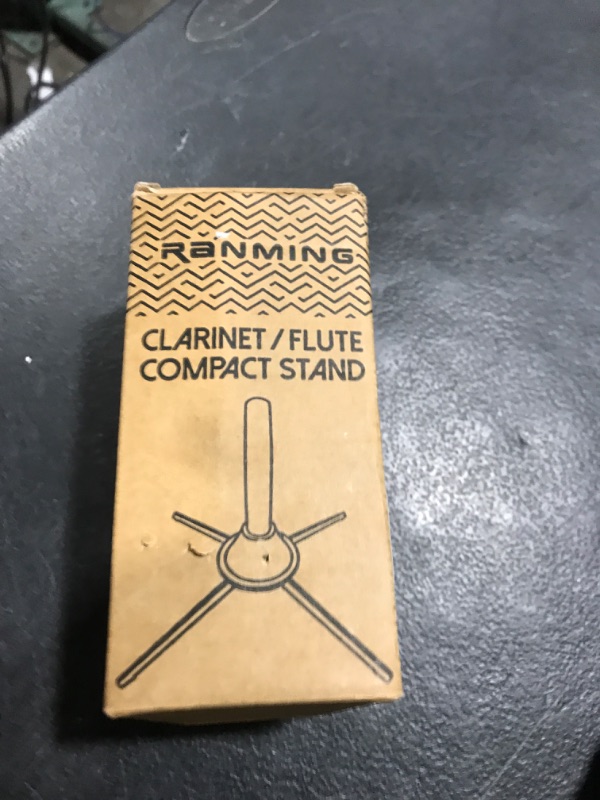 RANMING
CLARINET / FLUTE
COMPACT STAND